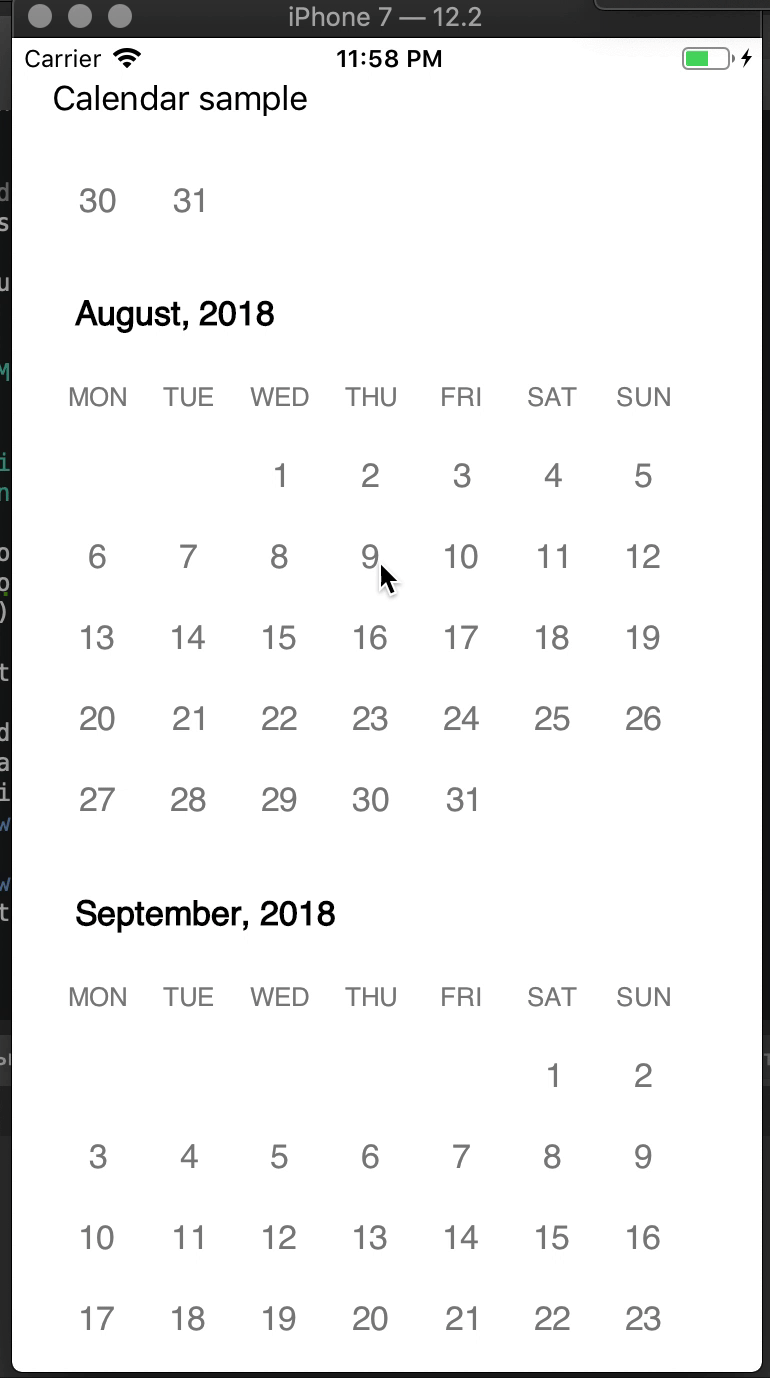 iPhone 7 — 12.2
Carrier 11:58 PM
Calendar sample
30 31
August, 2018
MON TUE WED THU FRI SAT SUN
1 2 3 4 5
6 7 8 9 10 11 12
13 14 15 16 17 18 19
20 21 22 23 24 25 26
27 28 29 30 31
September, 2018
MON TUE WED THU FRI SAT SUN
1 2
3 4 5 6 7 8 9
10 11 12 13 14 15 16
17 18 19 20 21 22 23